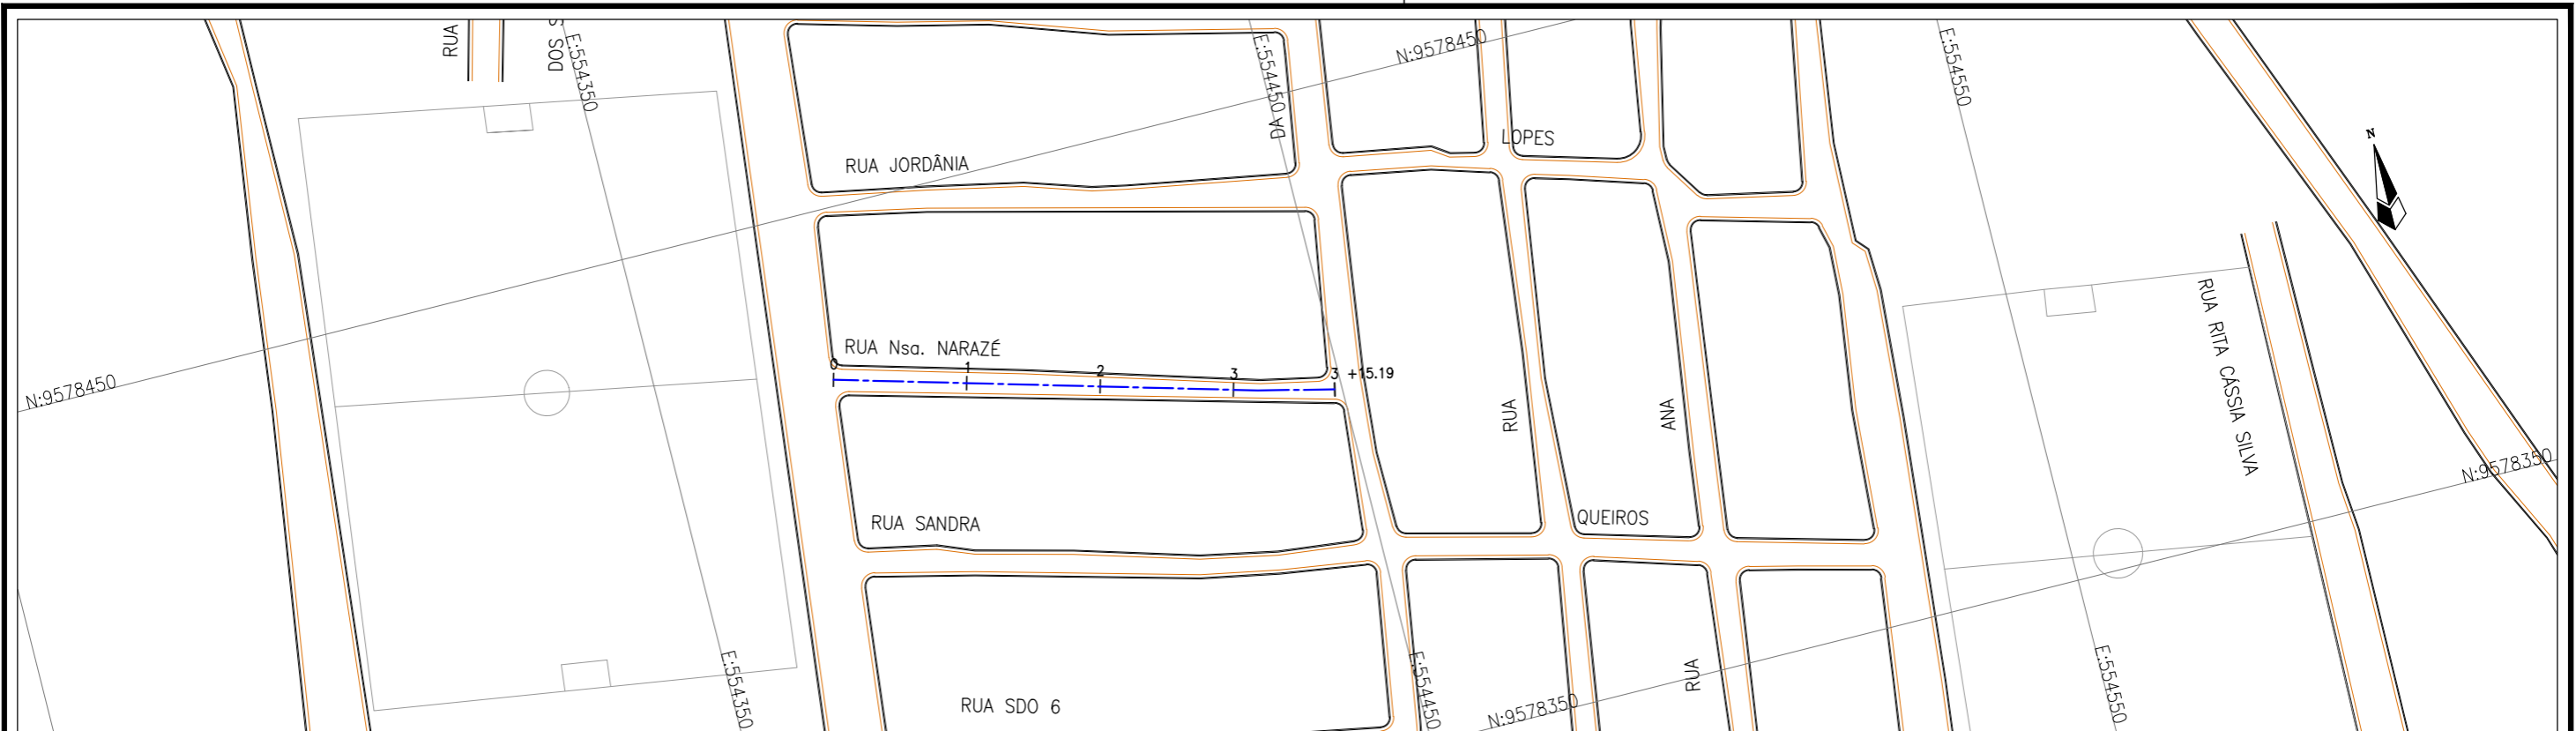 RUA
DOS
E:554350
E:554450
DA
N:9578450
E:554550
LOPES
N
RUA JORDÂNIA
RUA RITA CÁSSIA SILVA
RUA Nsa. NARAZÉ
0
1
2
3
3 +15.19
N:9578450
RUA
ANA
N:9578350
RUA SANDRA
QUEIROS
E:554350
E:554450
RUA
E:554550
RUA SDO 6
N:9578350